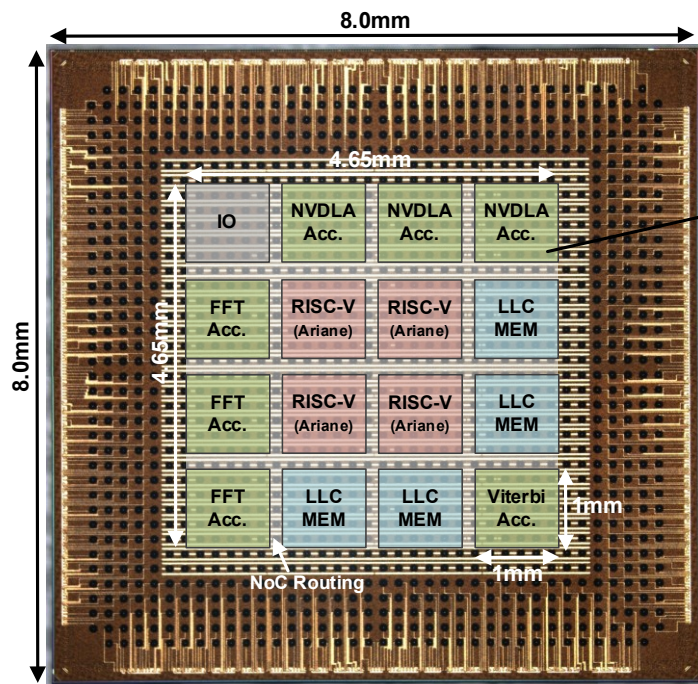 8.0mm
8.0mm
4.65mm
4.65mm
IO
NVDLA
Acc.
NVDLA
Acc.
NVDLA
Acc.
FFT
Acc.
RISC-V
(Ariane)
RISC-V
(Ariane)
LLC
MEM
FFT
Acc.
RISC-V
(Ariane)
RISC-V
(Ariane)
LLC
MEM
FFT
Acc.
LLC
MEM
LLC
MEM
Viterbi
Acc.
1mm
1mm
NoC Routing